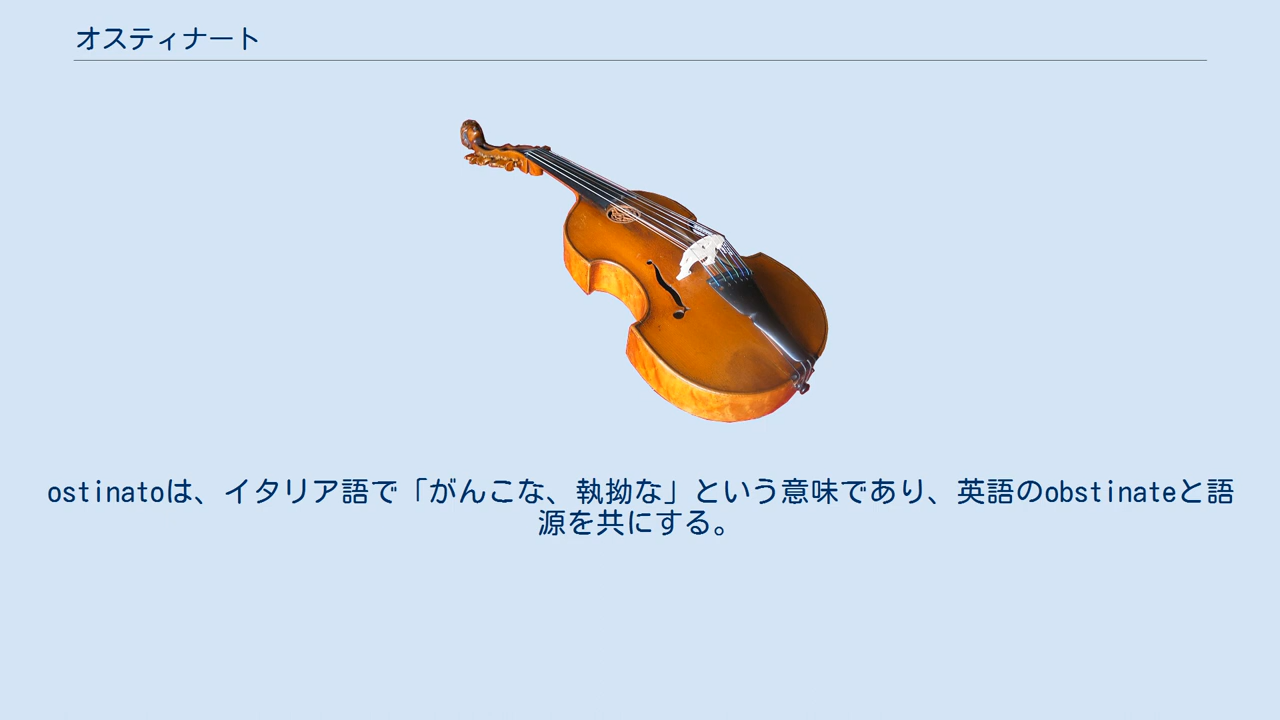 オスティナート
ostinatoは、イタリア語で「がんこな、執拗な」という意味であり、英語のobstinateと語
源を共にする。